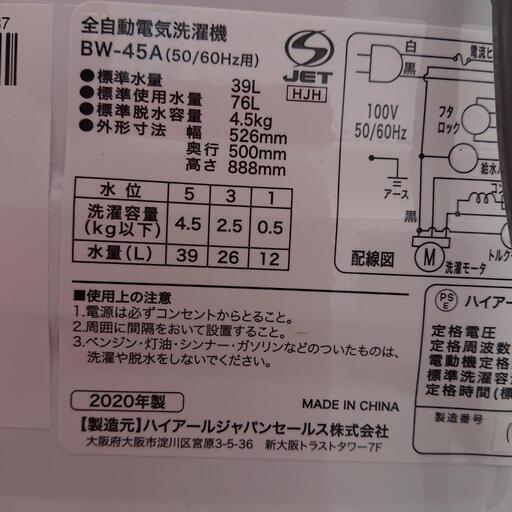 全自動電気洗濯機
BW-45A(50/60Hz用)
●標準水量 39L
●標準使用水量 76L
●標準脱水容量 4.5kg
●外形寸法 幅 526mm
奥行 500mm
高さ 888mm
JET
HJH
水位 5 3 1
洗濯容量(kg以下) 4.5 2.5 0.5
水量(L) 39 26 12
白
黒
電流ヒ
100V
50/60Hz
フタ
ロック
給水
アース
コン
黒
M
トルク
配線図
洗濯モータ
■使用上の注意
1.電源は必ずコンセントからとること。
2.周囲に間隔をおいて設置すること。
3.ベンジン・灯油・シンナー・ガソリンなどのついたものは、
洗濯や脱水をしないでください。
2020年製
MADE IN CHINA
【製造元】ハイアールジャパンセールス株式会社
大阪府大阪市淀川区宮原3-5-36 新大阪トラストタワー7F
PSE
ハイアー
定格電圧
定格周波数
電動機定格
標準洗濯容
定格時間(標
製造番号